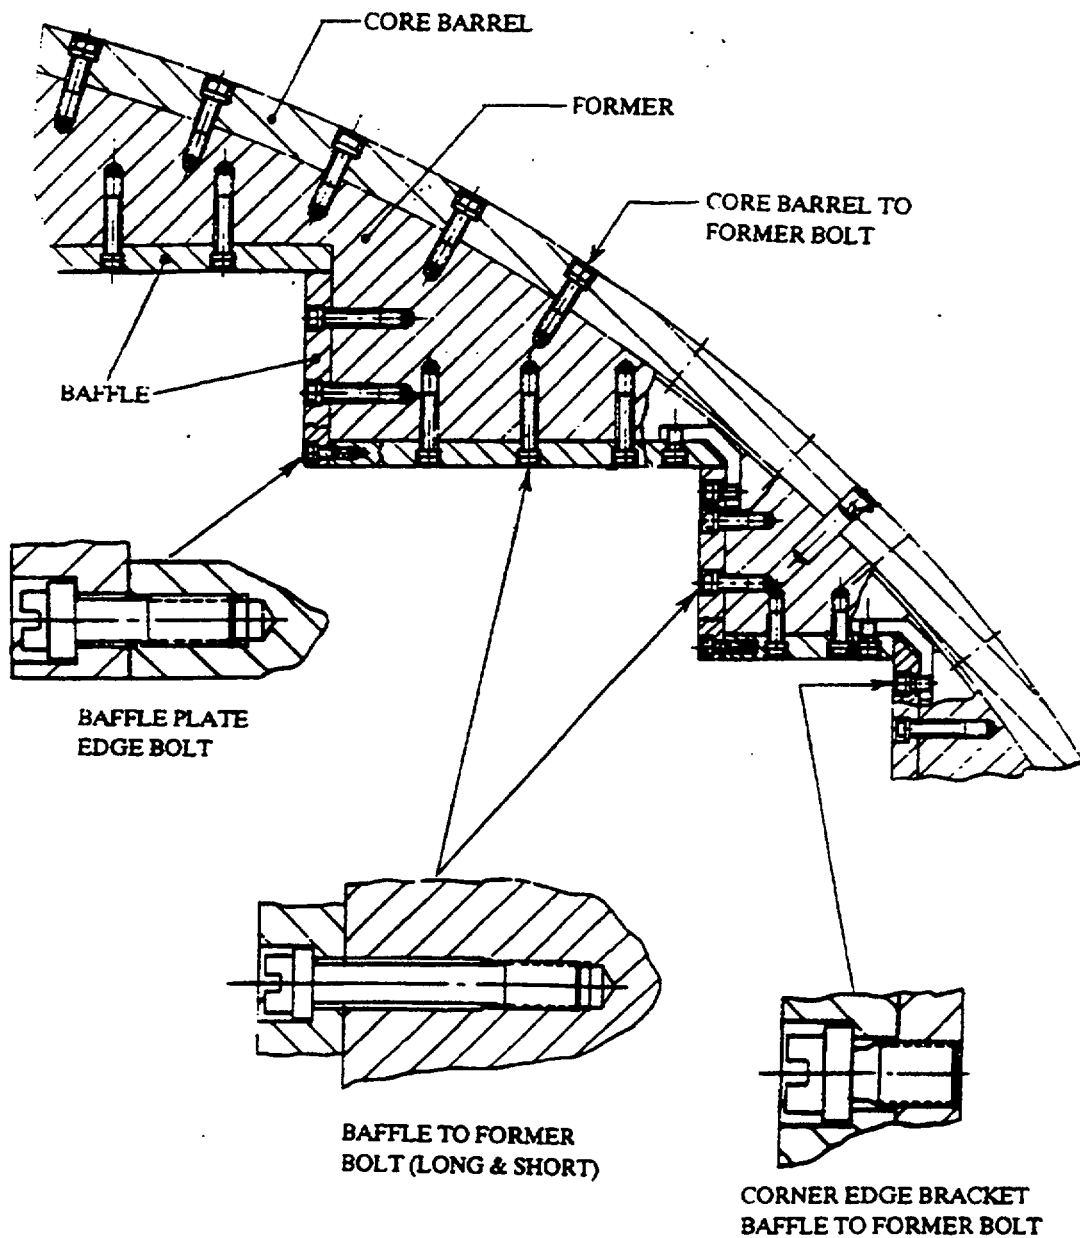 CORE BARREL
FORMER
CORE BARREL TO
FORMER BOLT
BAFFLE
BAFFLE PLATE
EDGE BOLT
BAFFLE TO FORMER
BOLT (LONG & SHORT)
CORNER EDGE BRACKET
BAFFLE TO FORMER BOLT